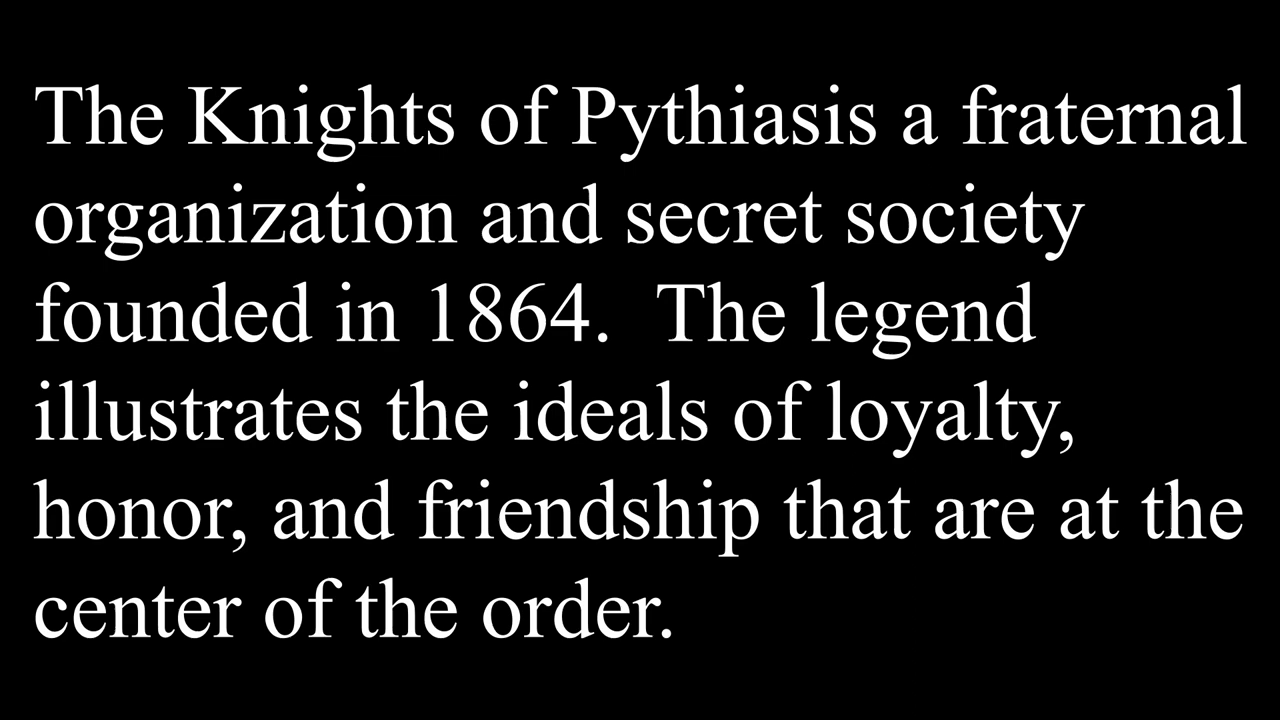 The Knights of Pythiasis a fraternal
organization and secret society
founded in 1864.  The legend
illustrates the ideals of loyalty,
honor, and friendship that are at the
center of the order.